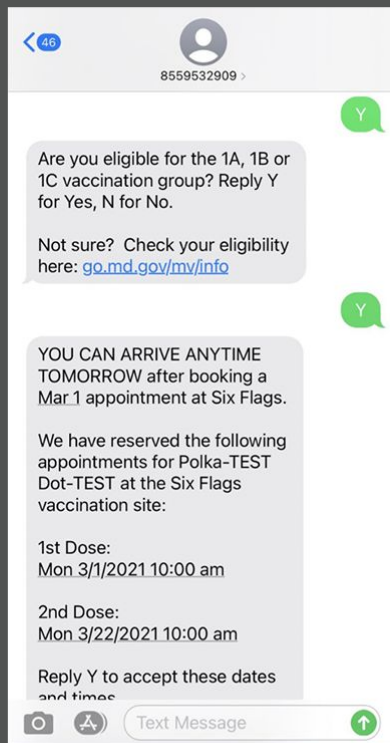 46
8559532909 >
Y
Are you eligible for the 1A, 1B or
1C vaccination group? Reply Y
for Yes, N for No.
Not sure?  Check your eligibility
here: go.md.gov/mv/info
Y
YOU CAN ARRIVE ANYTIME
TOMORROW after booking a
Mar 1 appointment at Six Flags.
We have reserved the following
appointments for Polka-TEST
Dot-TEST at the Six Flags
vaccination site:
1st Dose:
Mon 3/1/2021 10:00 am
2nd Dose:
Mon 3/22/2021 10:00 am
Reply Y to accept these dates
and times
Text Message